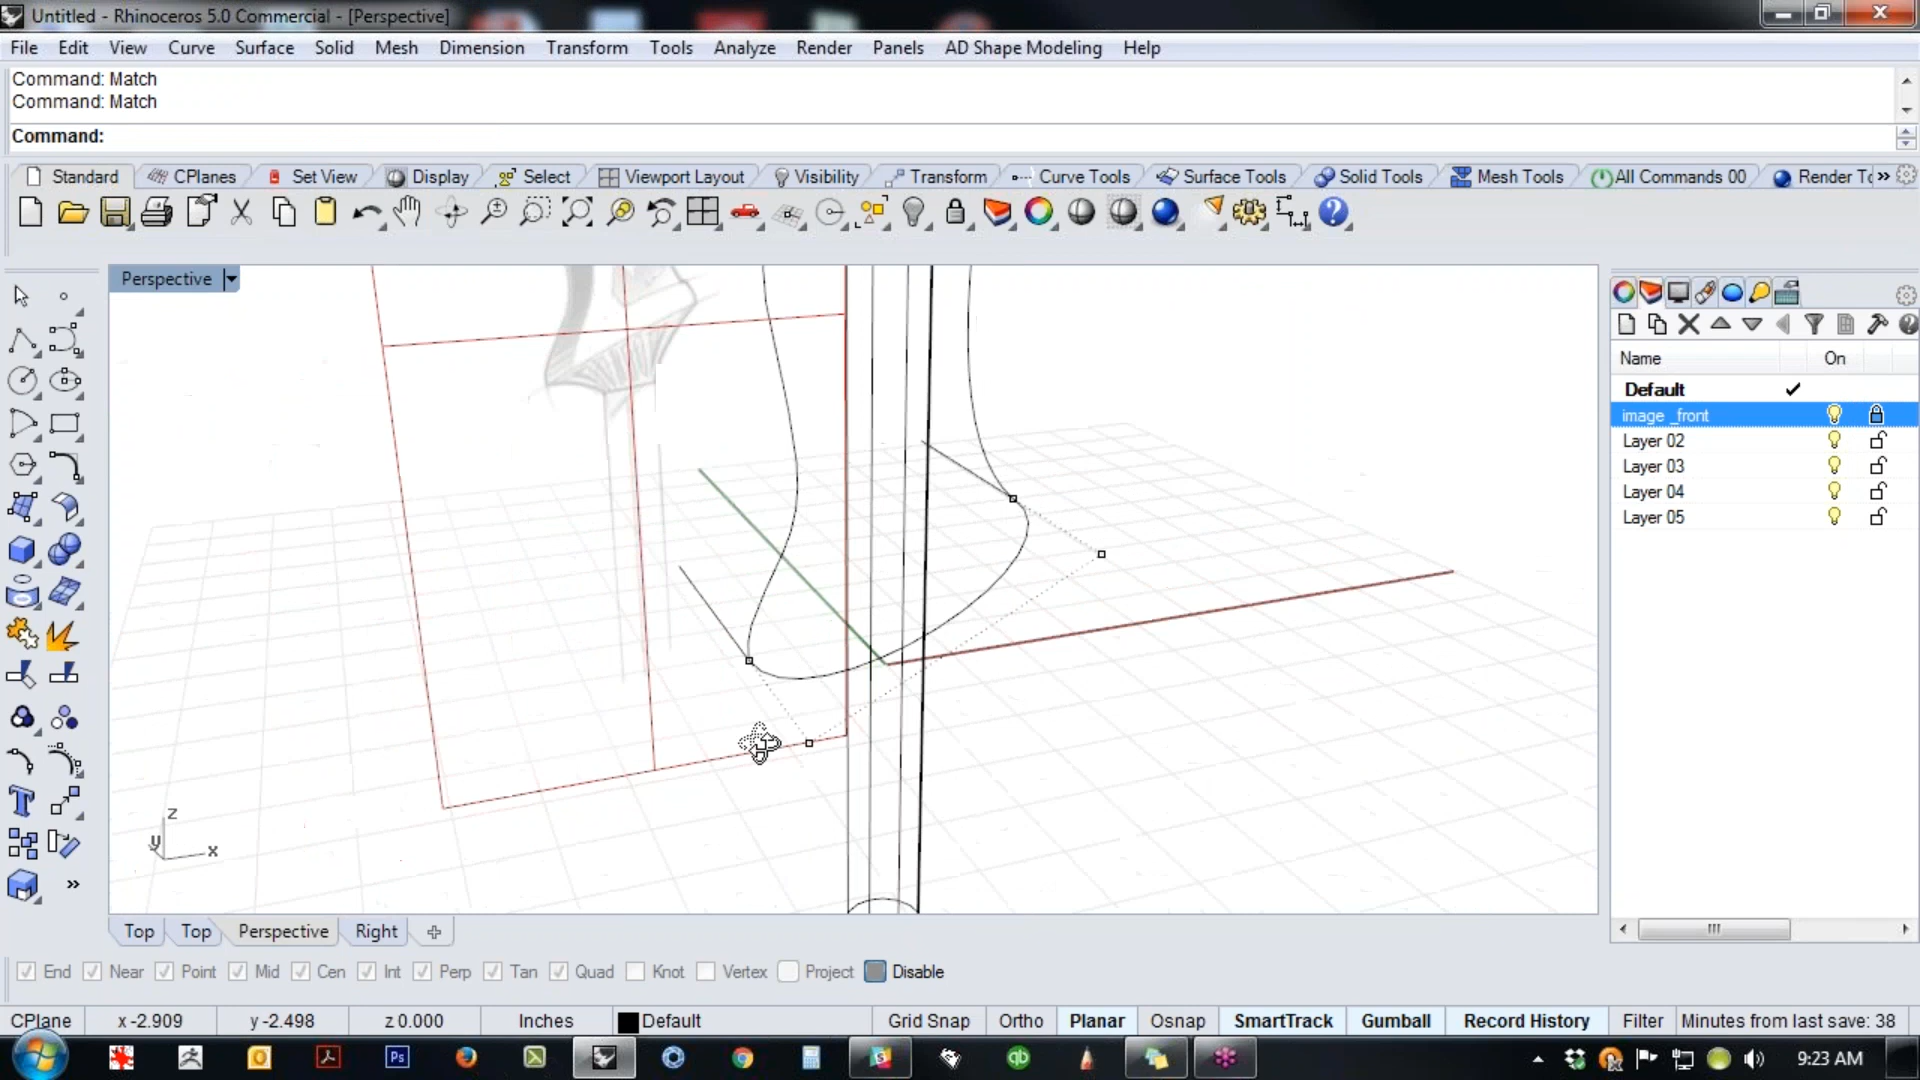 Untitled - Rhinoceros 5.0 Commercial - [Perspective]
File Edit View Curve Surface Solid Mesh Dimension Transform Tools Analyze Render Panels AD Shape Modeling Help
Command: Match
Command: Match
Command:
Standard CPlanes Set View Display Select Viewport Layout Visibility Transform Curve Tools Surface Tools Solid Tools Mesh Tools All Commands 00 Render To
Perspective
Name On
Default
image _front
Layer 02
Layer 03
Layer 04
Layer 05
z
y x
Top Top Perspective Right
End Near Point Mid Cen Int Perp Tan Quad Knot Vertex Project Disable
CPlane x -2.909 y -2.498 z 0.000 Inches Default Grid Snap Ortho Planar Osnap SmartTrack Gumball Record History Filter Minutes from last save: 38
Ps qb 9:23 AM